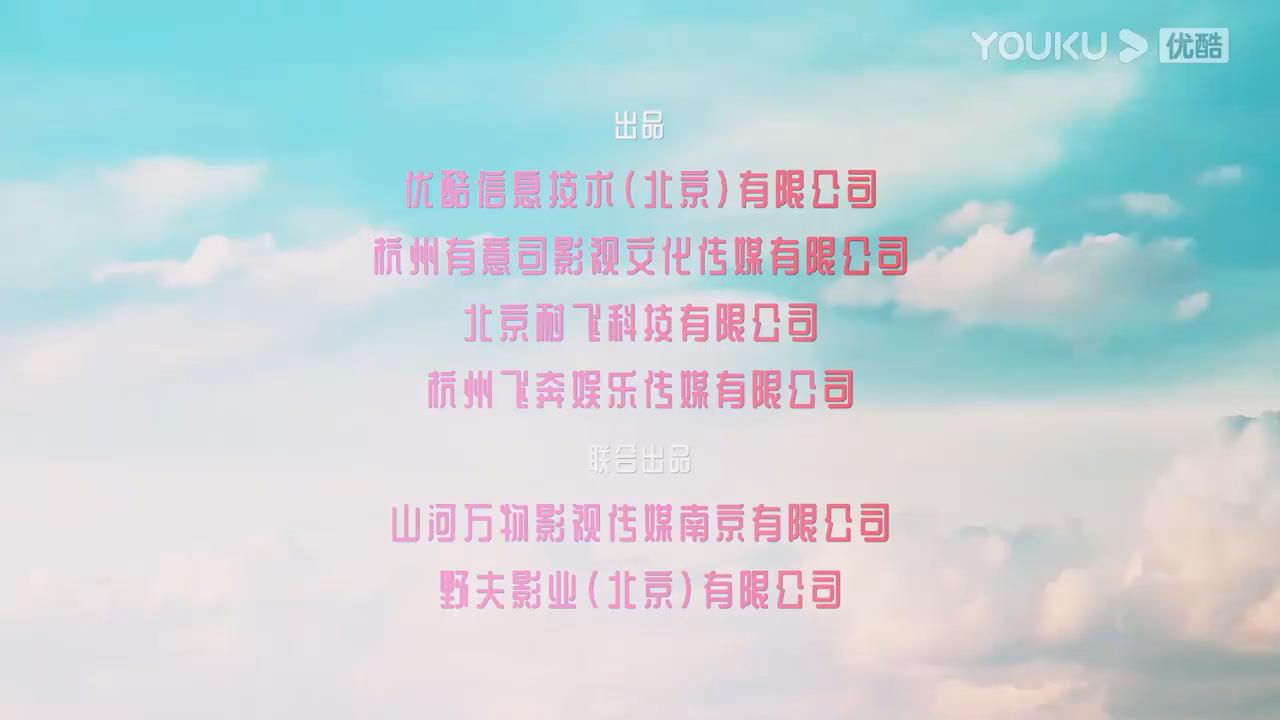 YOUKU 优酷
出品
优酷信息技术(北京)有限公司
杭州有意司影视文化传媒有限公司
北京耐飞科技有限公司
杭州飞奔娱乐传媒有限公司
联合出品
山河万物影视传媒南京有限公司
野夫影业(北京)有限公司